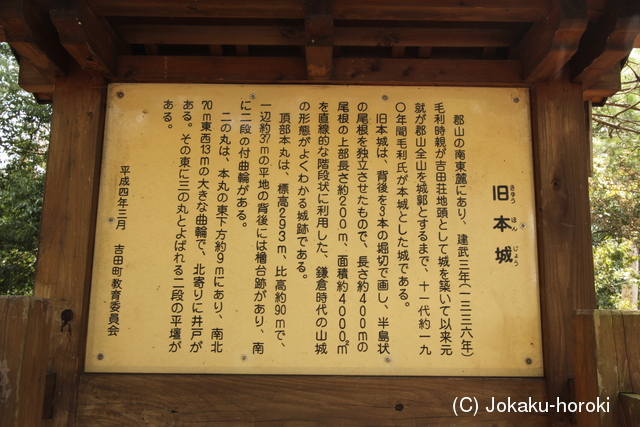 旧本城
きゅうほんじょう
郡山の南東麓にあり、建武三年(一三三六年)
毛利時親が吉田荘地頭として城を築いて以来元
就が郡山全山を城郭とするまで、十一代約一九
〇年間毛利氏が本城とした城である。
旧本城は、背後を3本の堀切で画し、半島状
の尾根を独立させたもので、長さ約400mの
尾根の上部長さ約200m、面積約4000㎡
を直線的な階段状に利用した、鎌倉時代の山城
の形態がよくわかる城跡である。
頂部本丸は、標高293m、比高約90mで、
一辺約37mの平地の背後には櫓台跡があり、南
に二段の付曲輪がある。
二の丸は、本丸の東下方約9mにあり、南北
70m東西13mの大きな曲輪で、北寄りに井戸が
ある。その東に三の丸とよばれる二段の平壇が
ある。
平成四年三月 吉田町教育委員会
(C) Jokaku-horoki